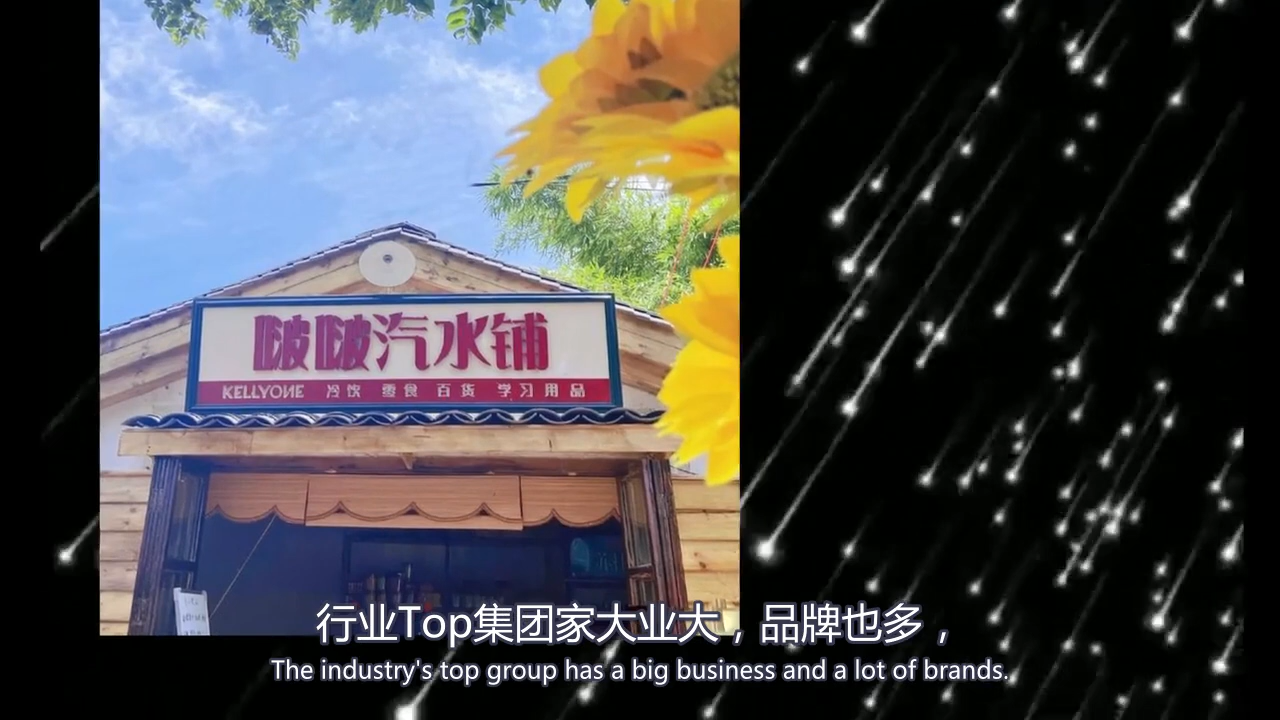 啵啵汽水铺
KELLYONE 冷饮 零食 百货 学习用品
行业Top集团家大业大，品牌也多，
The industry's top group has a big business and a lot of brands.